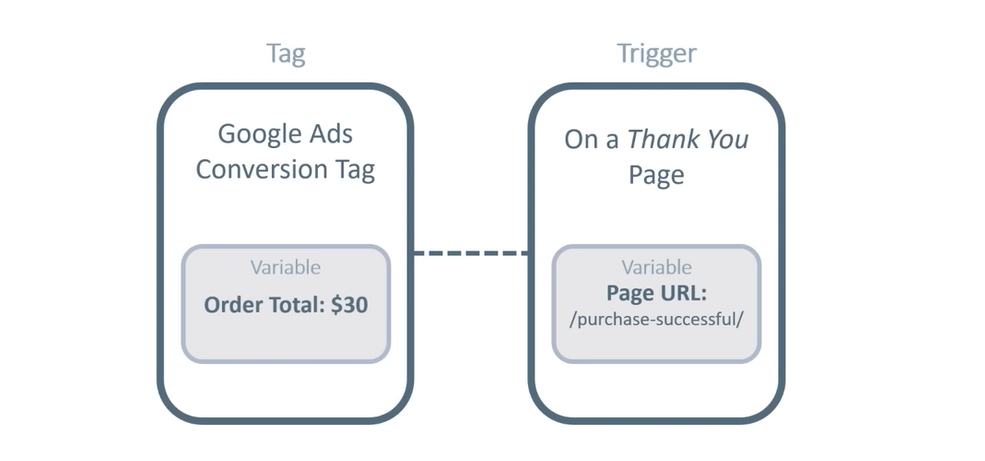 Tag
Google Ads
Conversion Tag
Variable
Order Total: $30
Trigger
On a Thank You
Page
Variable
Page URL:
/purchase-successful/